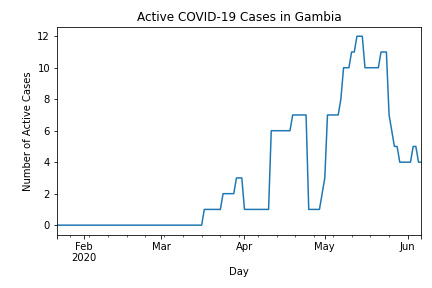 Active COVID-19 Cases in Gambia
12
10
8
6
4
2
0
Number of Active Cases
Feb Mar Apr May Jun
2020
Day